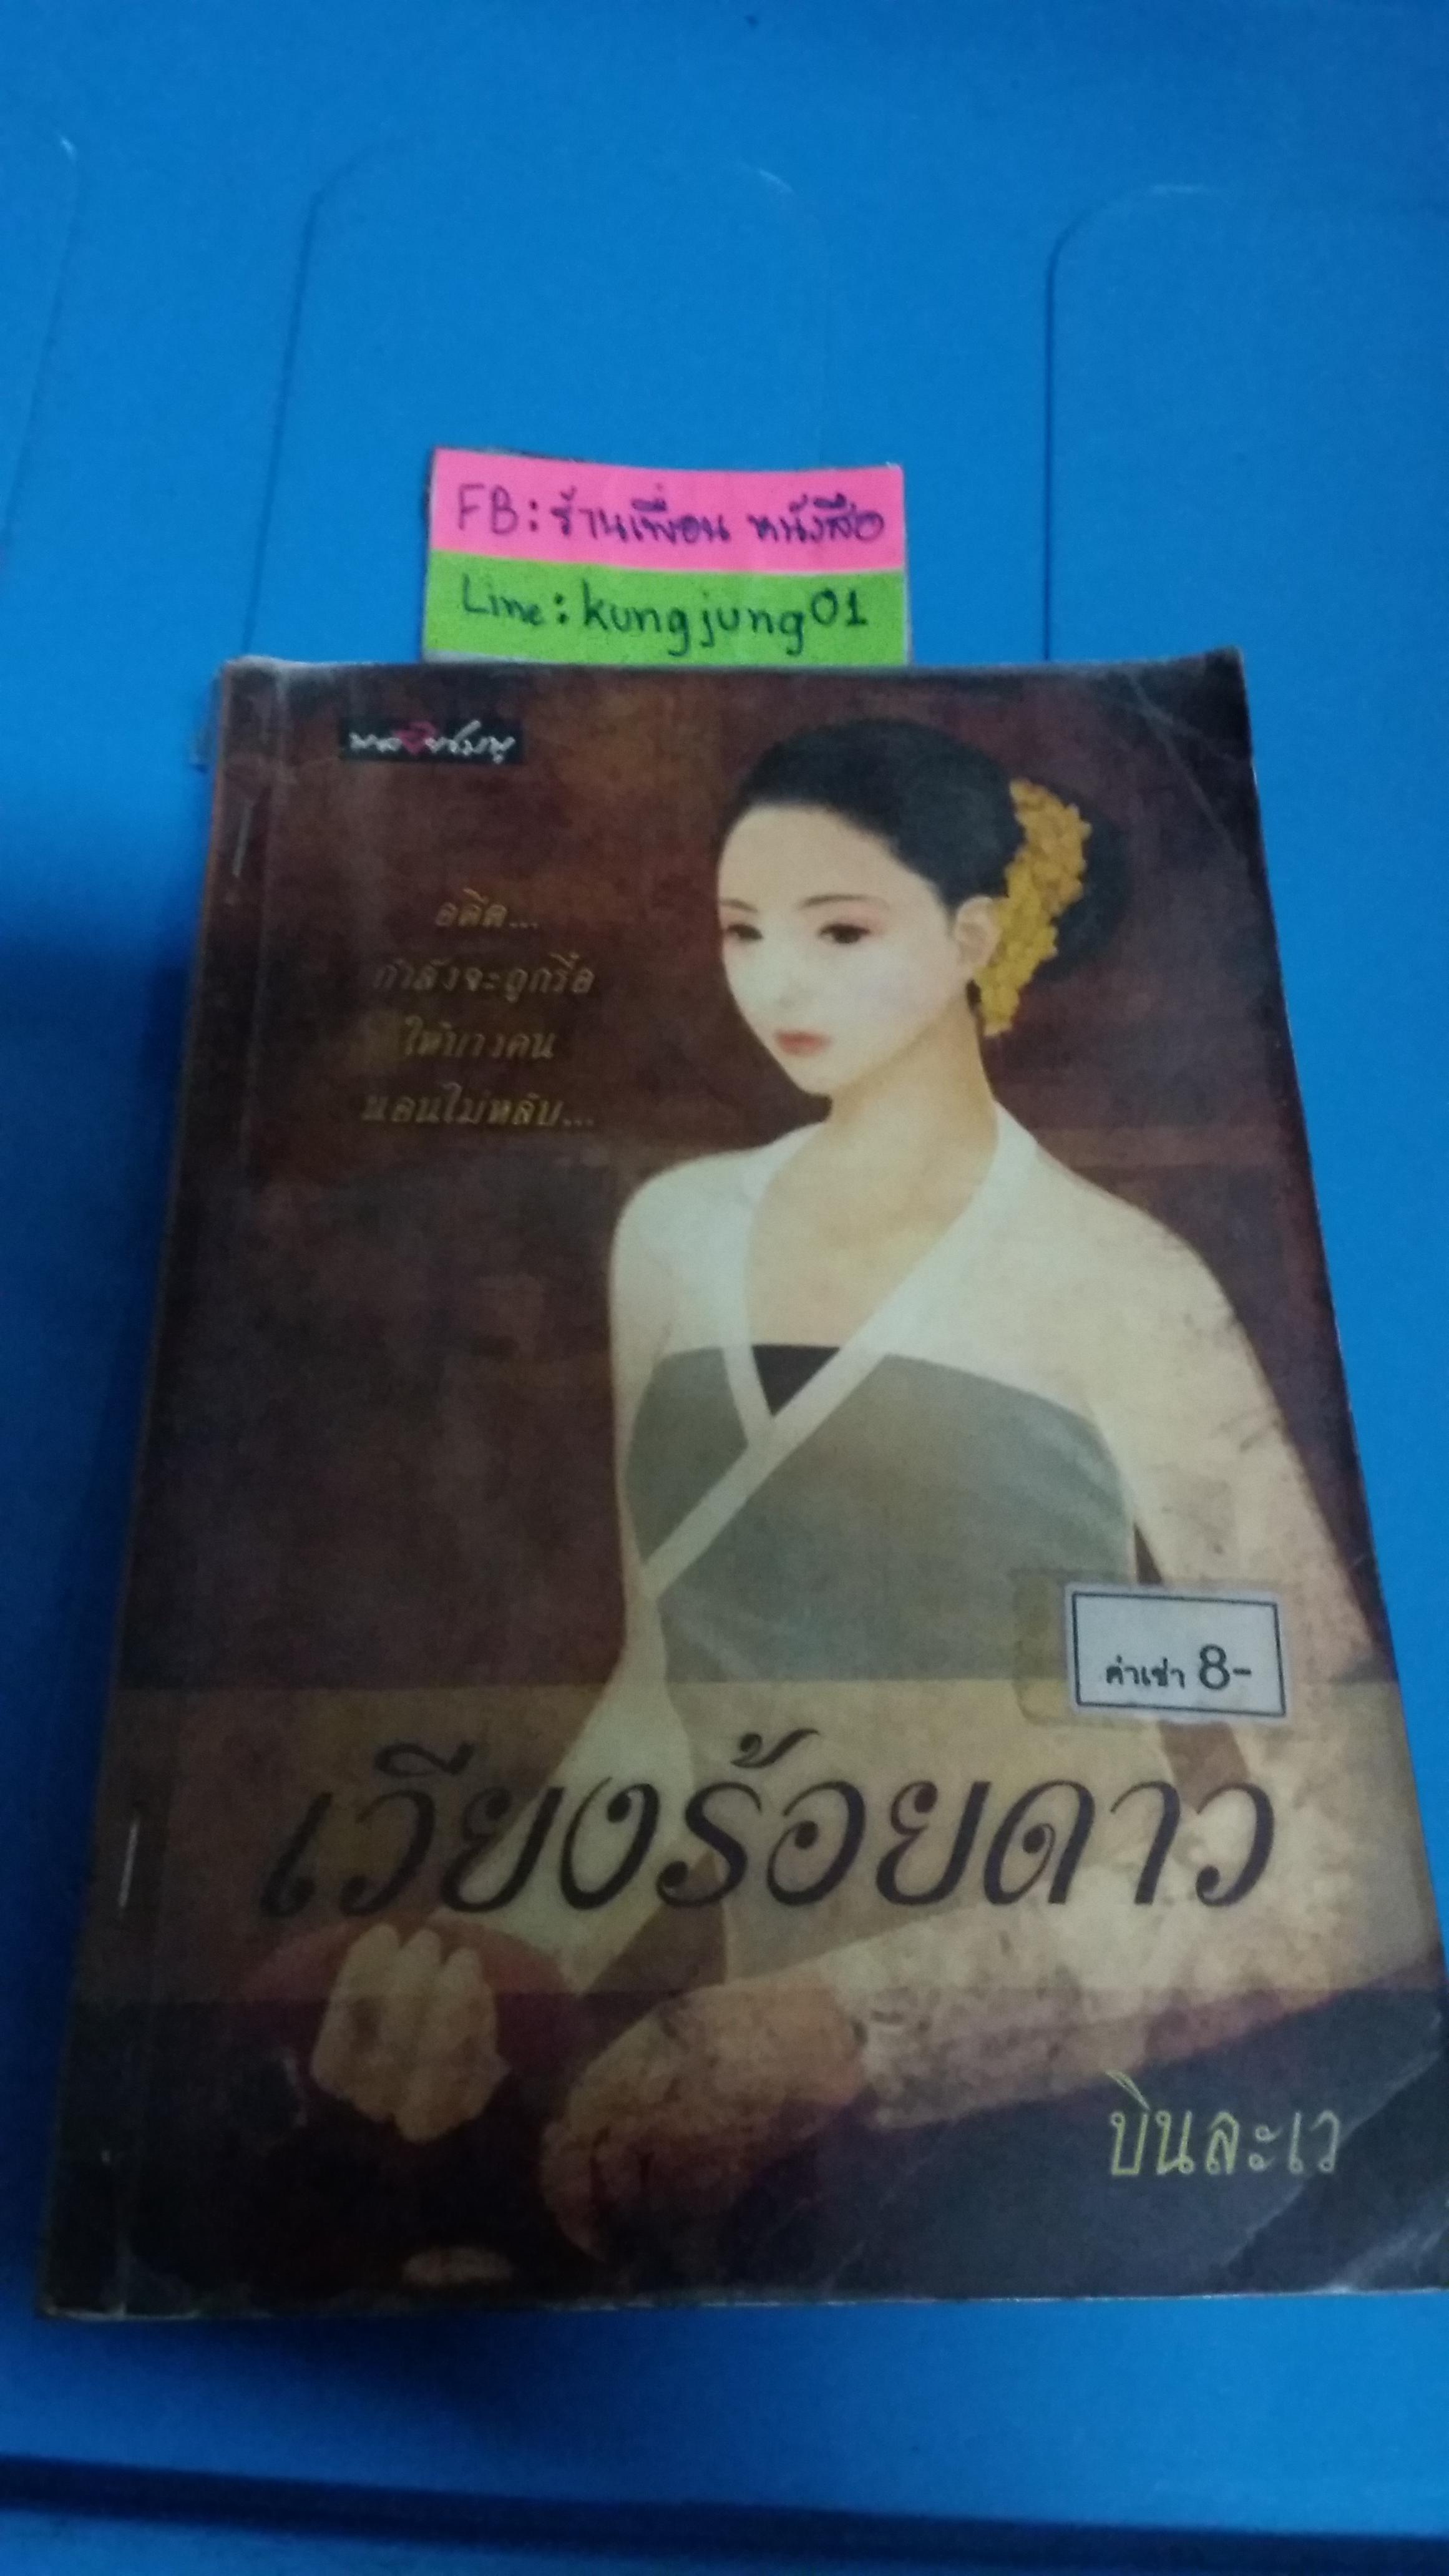 FB: ร้านเพื่อน หนังสือ
Line: kungjung01
อดีต...
กำลังจะถูกรื้อ
ให้บางคน
นอนไม่หลับ...
ค่าเช่า 8-
เวียงร้อยดาว
บินละเว